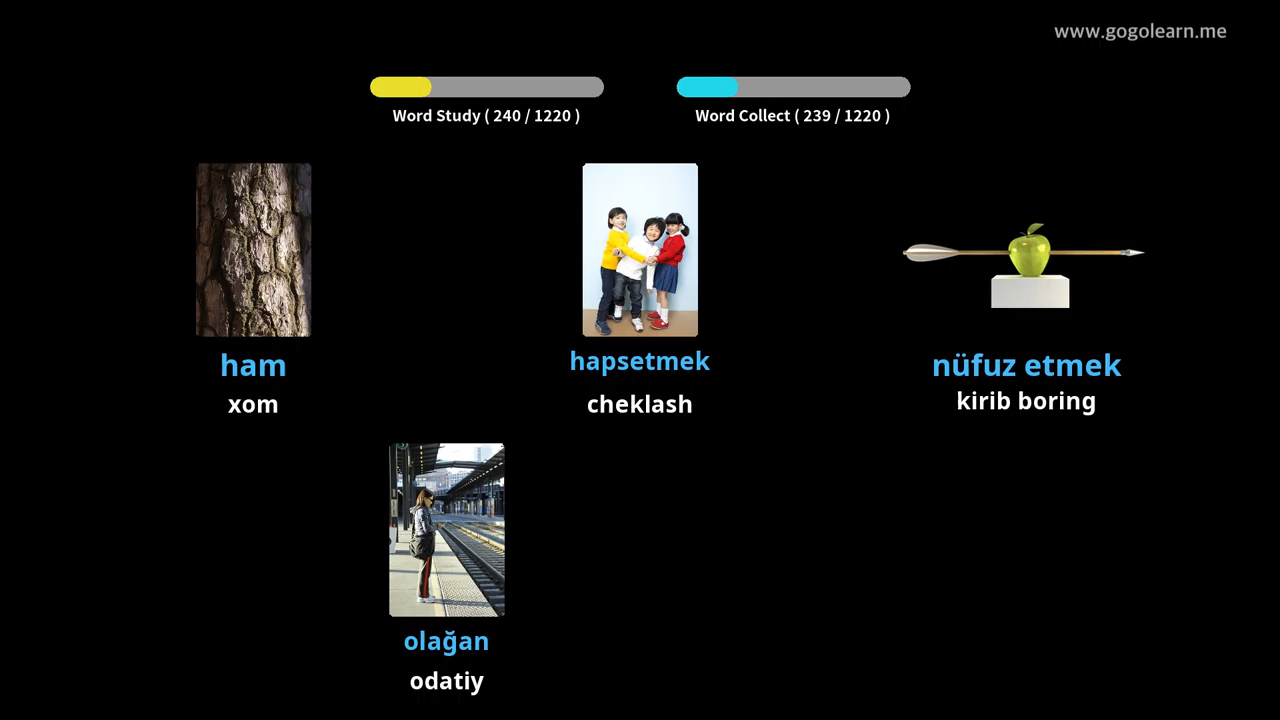 www.gogolearn.me
Word Study ( 240 / 1220 )
Word Collect ( 239 / 1220 )
ham
xom
hapsetmek
cheklash
nüfuz etmek
kirib boring
olağan
odatiy